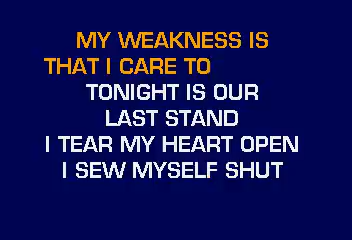 MY WEAKNESS IS
THAT I CARE TO
TONIGHT IS OUR
LAST STAND
I TEAR MY HEART OPEN
I SEW MYSELF SHUT